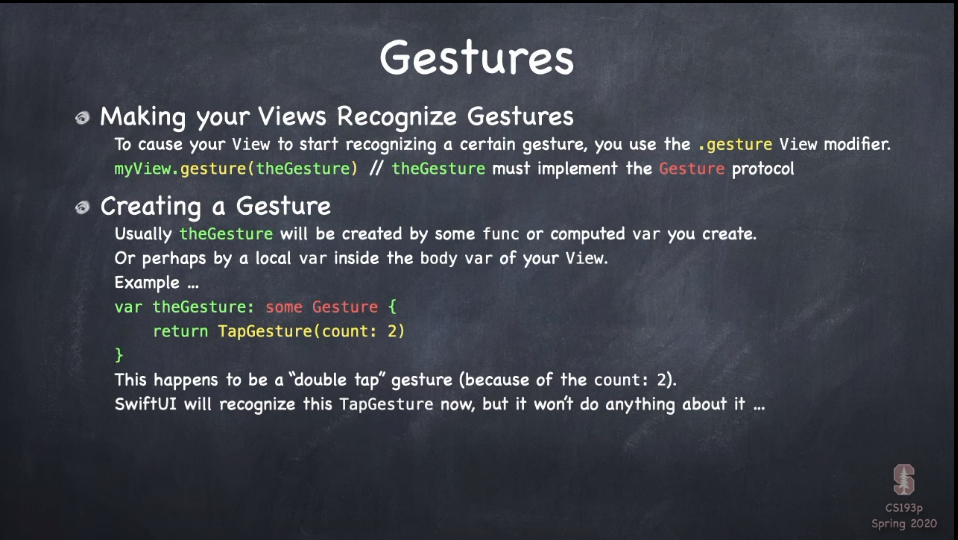 Gestures
Making your Views Recognize Gestures
To cause your View to start recognizing a certain gesture, you use the .gesture View modifier.
myView.gesture(theGesture) // theGesture must implement the Gesture protocol
Creating a Gesture
Usually theGesture will be created by some func or computed var you create.
Or perhaps by a local var inside the body var of your View.
Example ...
var theGesture: some Gesture {
    return TapGesture(count: 2)
}
This happens to be a “double tap” gesture (because of the count: 2).
SwiftUI will recognize this TapGesture now, but it won’t do anything about it ...
S
CS193p
Spring 2020